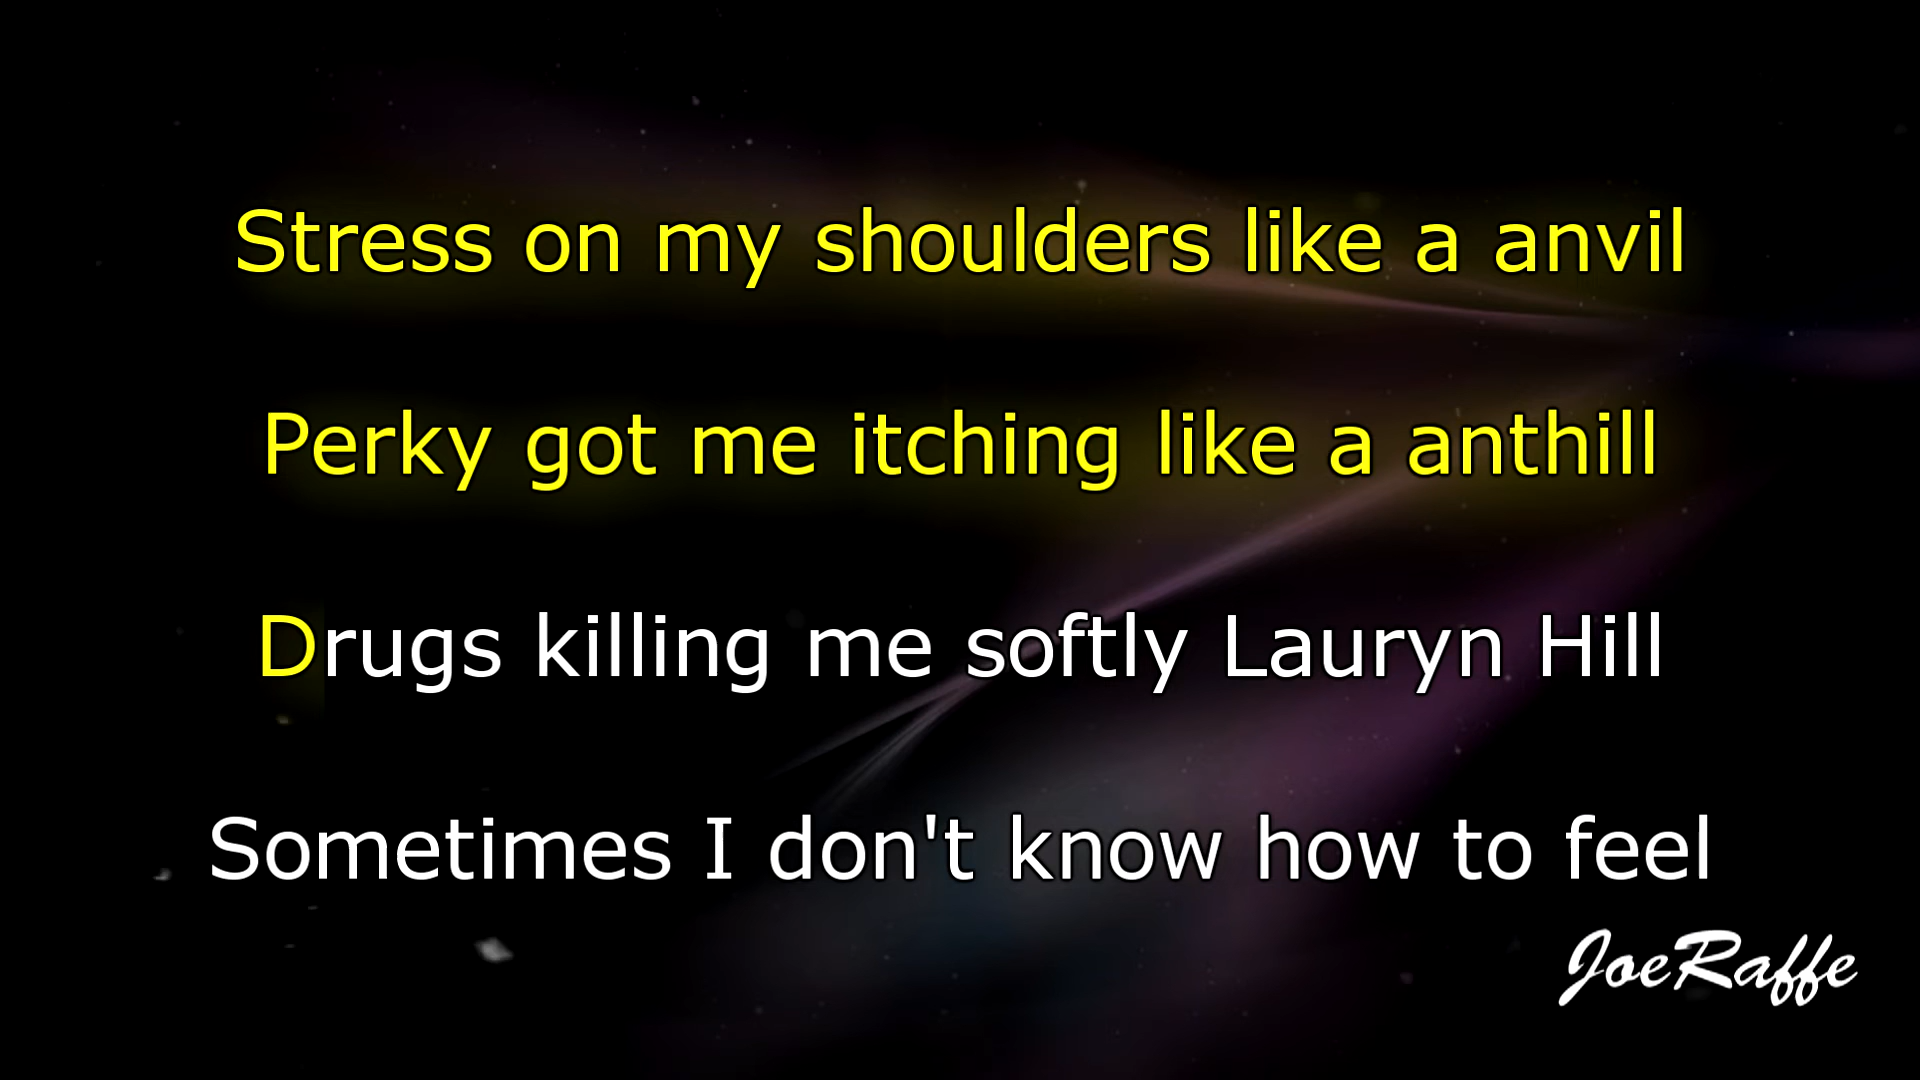 Stress on my shoulders like a anvil
Perky got me itching like a anthill
Drugs killing me softly Lauryn Hill
Sometimes I don't know how to feel
JoeRaffe